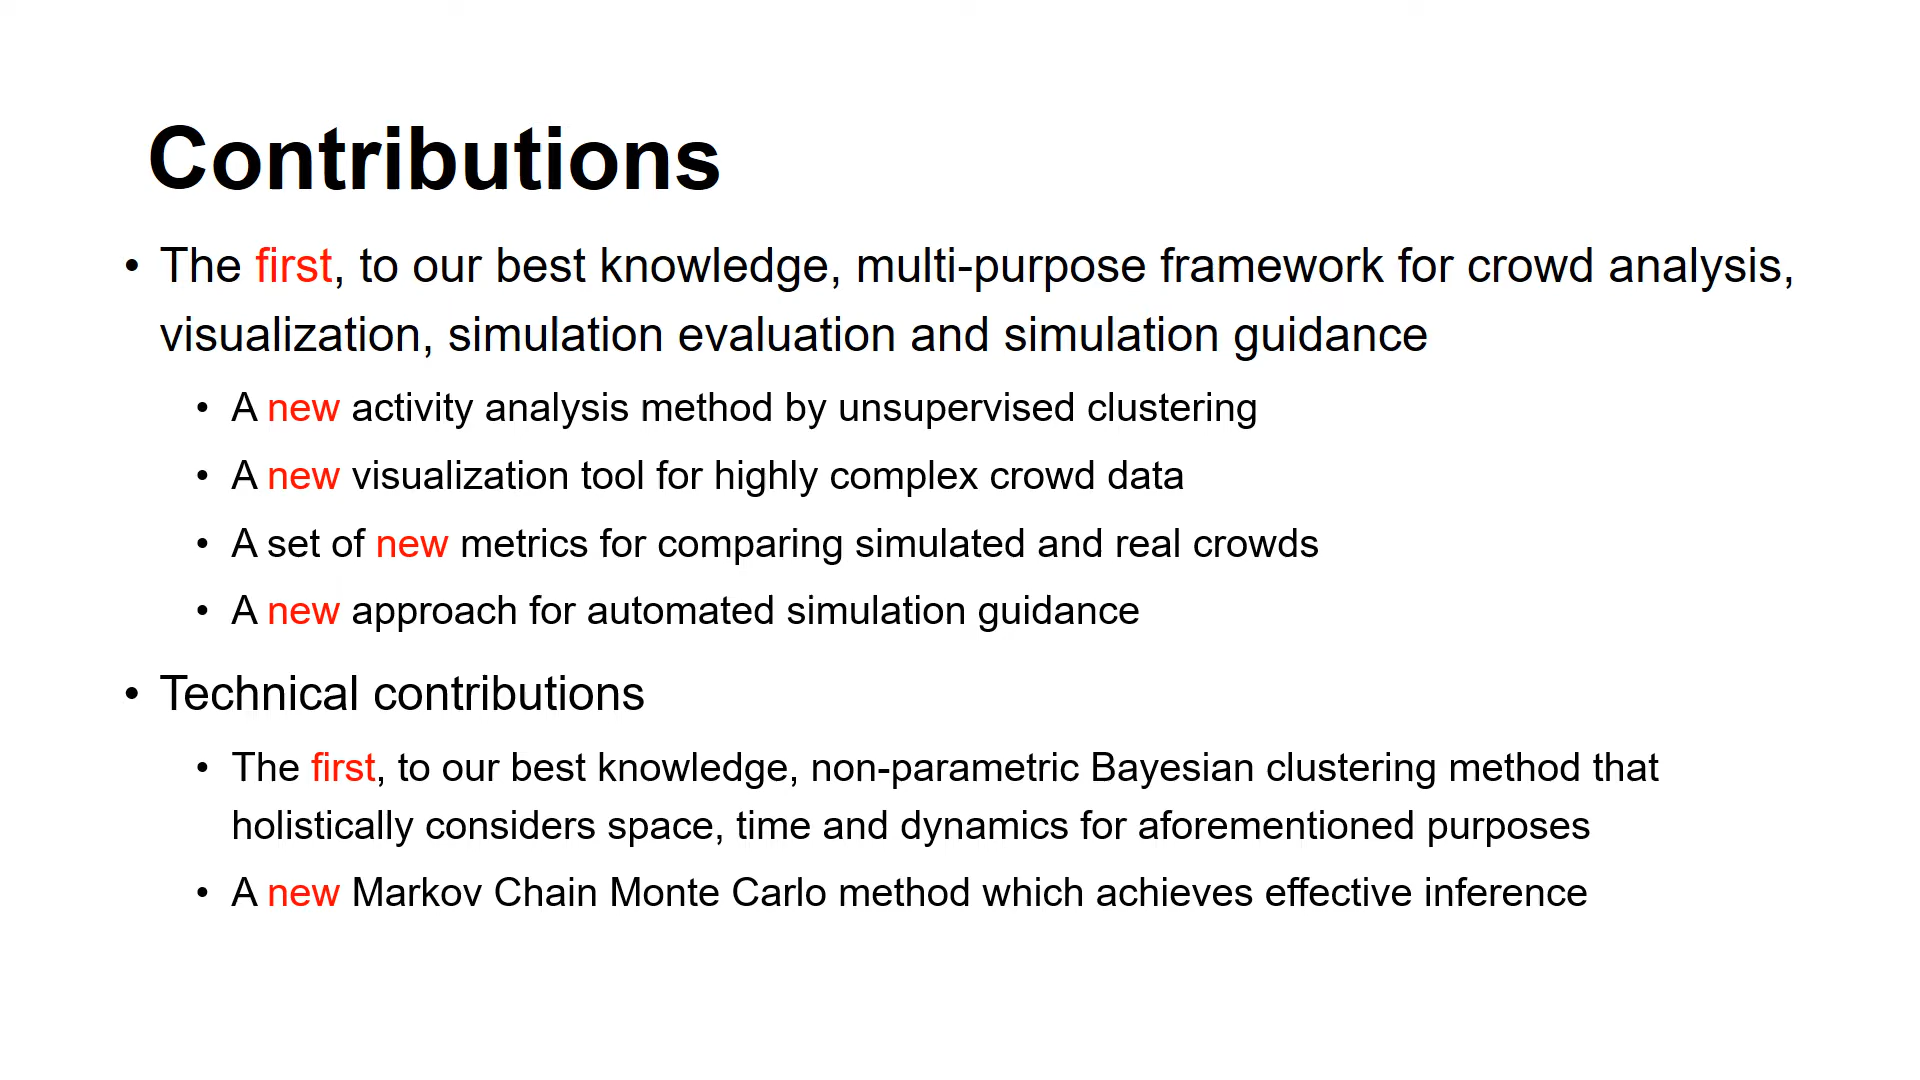 Contributions
• The first, to our best knowledge, multi-purpose framework for crowd analysis,
visualization, simulation evaluation and simulation guidance
• A new activity analysis method by unsupervised clustering
• A new visualization tool for highly complex crowd data
• A set of new metrics for comparing simulated and real crowds
• A new approach for automated simulation guidance
• Technical contributions
• The first, to our best knowledge, non-parametric Bayesian clustering method that
holistically considers space, time and dynamics for aforementioned purposes
• A new Markov Chain Monte Carlo method which achieves effective inference